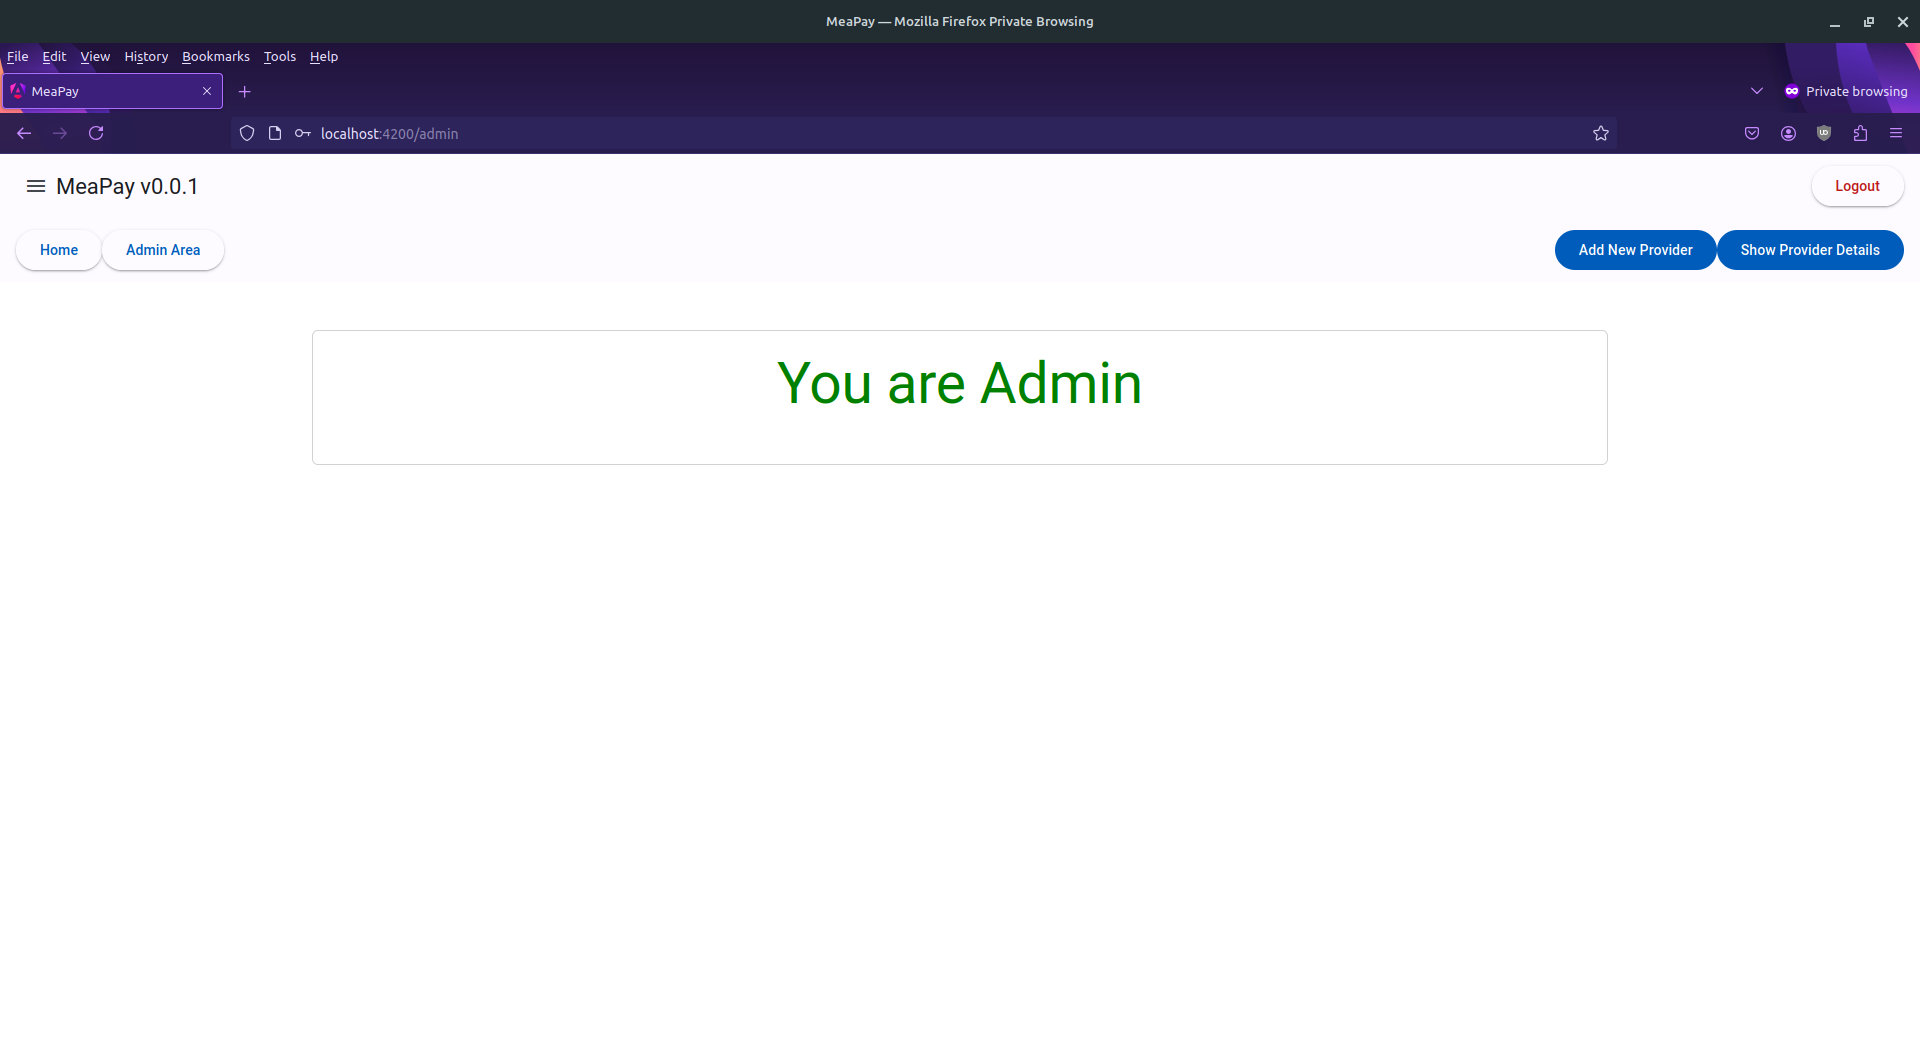 MeaPay — Mozilla Firefox Private Browsing
File Edit View History Bookmarks Tools Help
MeaPay
Private browsing
localhost:4200/admin
MeaPay v0.0.1
Logout
Home Admin Area Add New Provider Show Provider Details
You are Admin